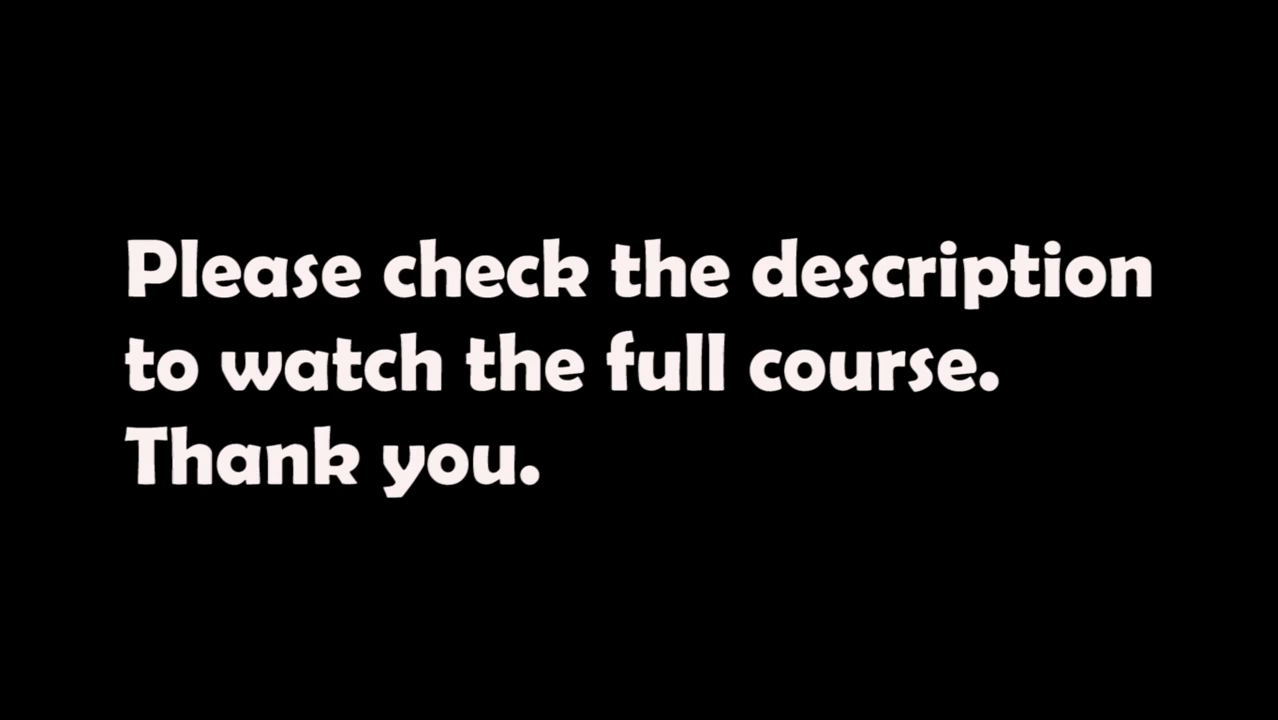 Please check the description
to watch the full course.
Thank you.